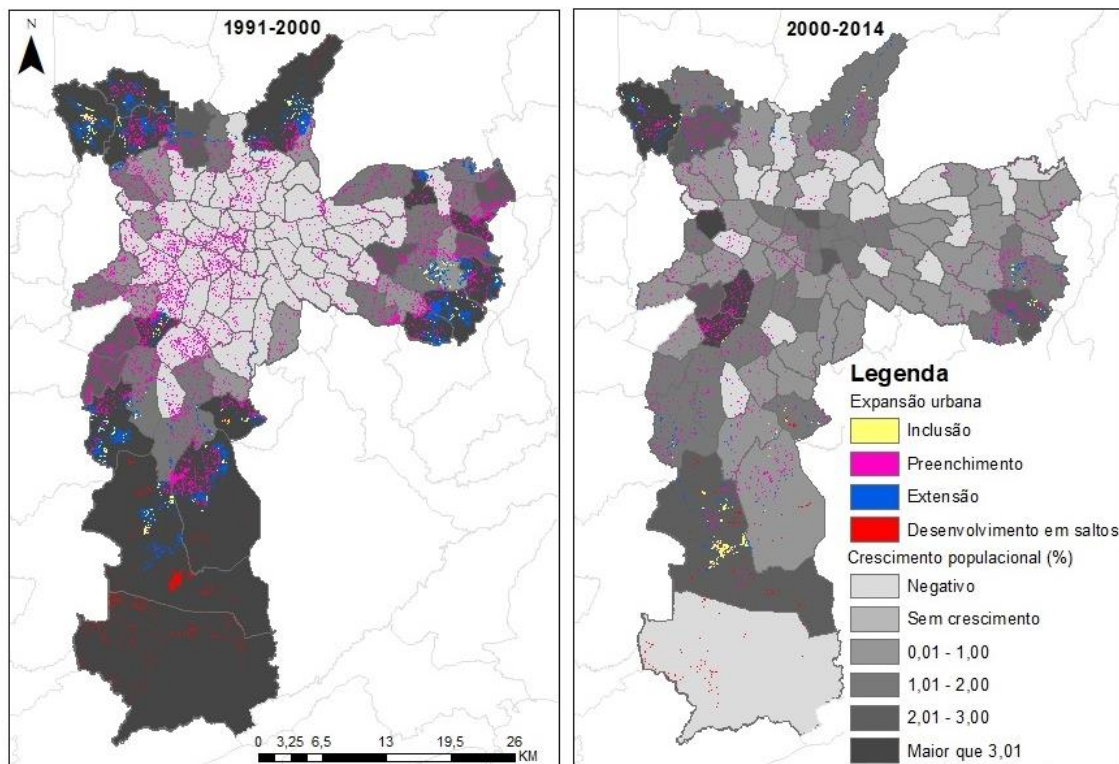 N
1991-2000
2000-2014
Legenda
Expansão urbana
Inclusão
Preenchimento
Extensão
Desenvolvimento em saltos
Crescimento populacional (%)
Negativo
Sem crescimento
0,01 - 1,00
1,01 - 2,00
2,01 - 3,00
Maior que 3,01
0 3,25 6,5 13 19,5 26
KM